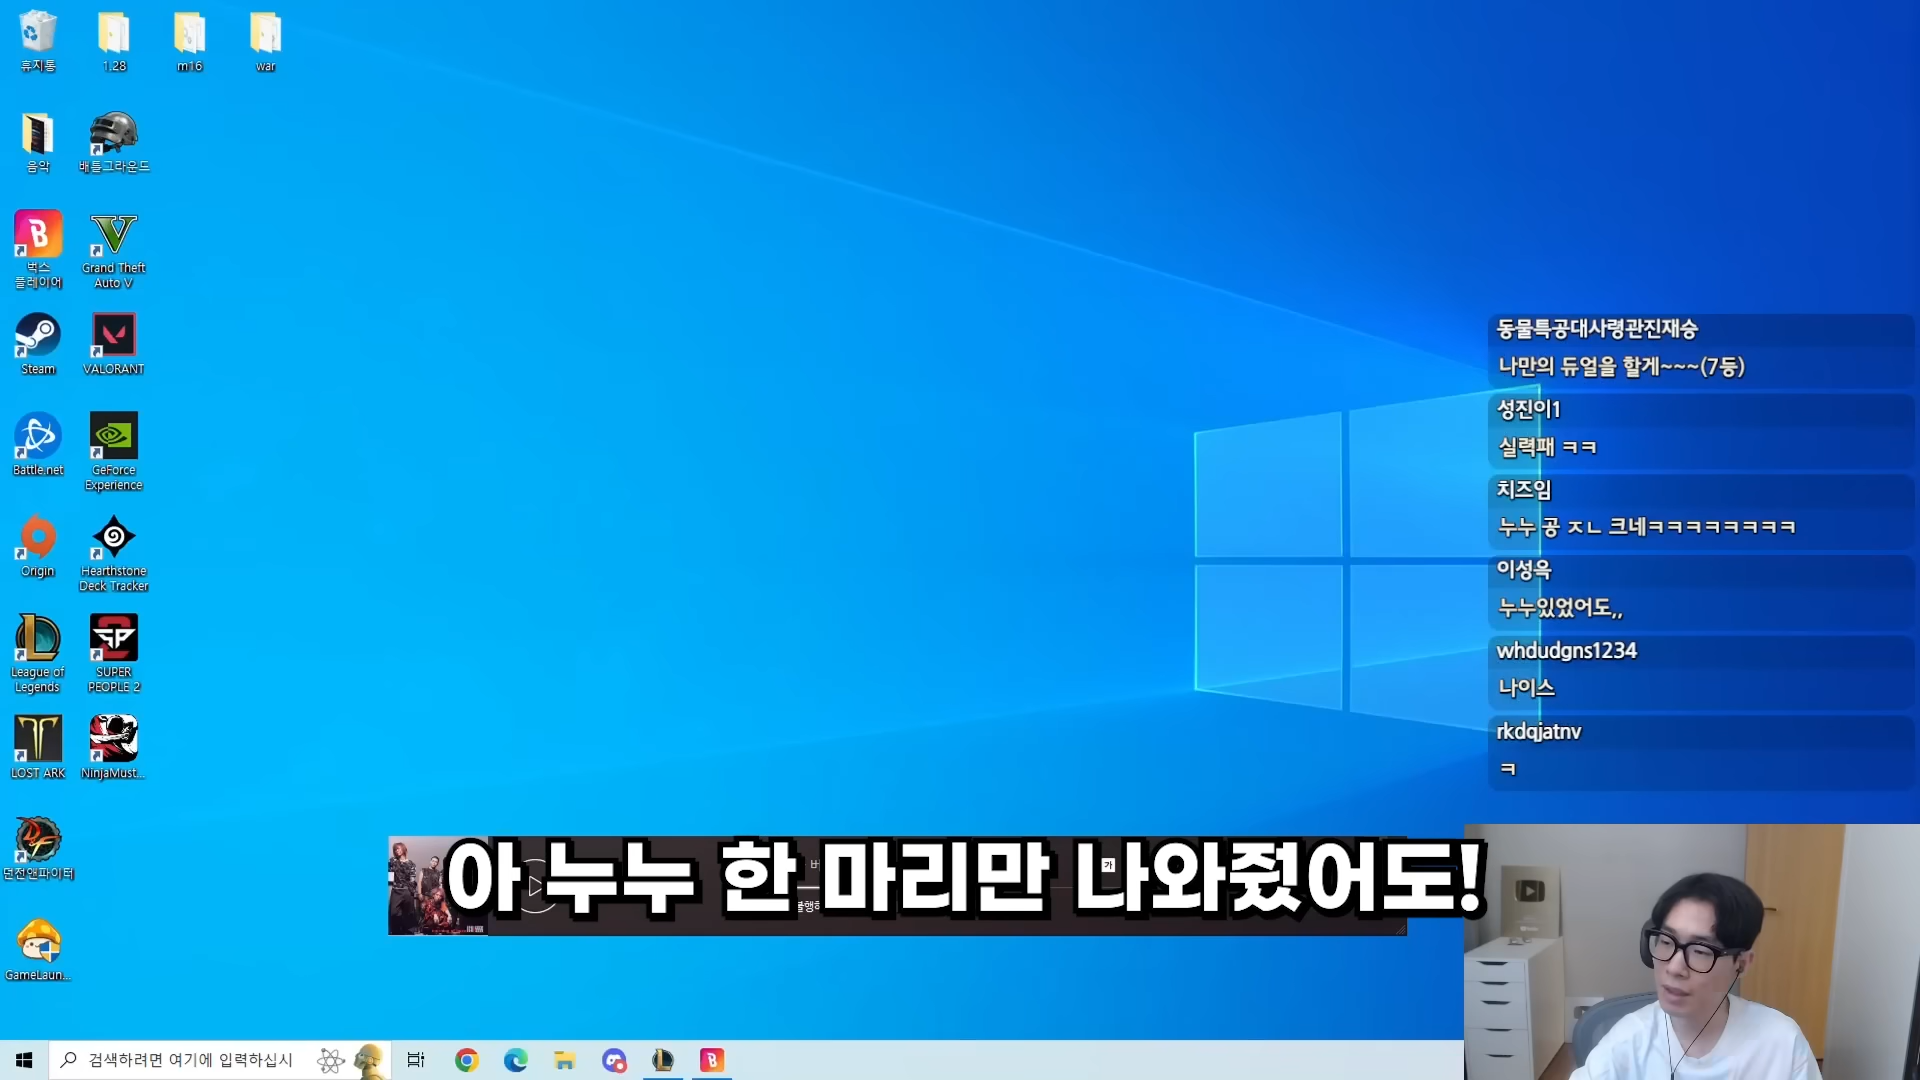 휴지통
1.28
m16
war
음악
배틀그라운드
벅스
플레이어
Grand Theft
Auto V
Steam
VALORANT
Battle.net
GeForce
Experience
Origin
Hearthstone
Deck Tracker
League of
Legends
SUPER
PEOPLE 2
LOST ARK
NinjaMust...
던전앤파이터
GameLaun...
동물특공대사령관진재승
나만의 듀얼을 할게~~~(7등)
성진이1
실력패 ㅋㅋ
치즈임
누누 공 ㅈㄴ 크네ㅋㅋㅋㅋㅋㅋㅋㅋ
이성윽
누누있었어도,,
whdudgns1234
나이스
rkdqjatnv
ㅋ
아 누누 한 마리만 나와줬어도!
가
검색하려면 여기에 입력하십시